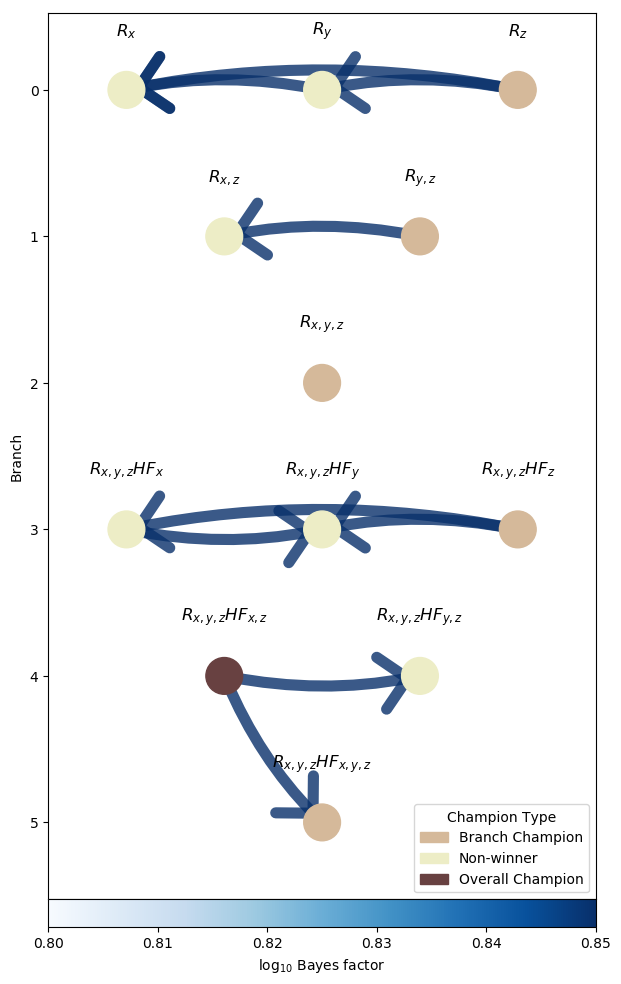 R_x R_y R_z
0
R_{x,z} R_{y,z}
1
R_{x,y,z}
2
R_{x,y,z}HF_x R_{x,y,z}HF_y R_{x,y,z}HF_z
3
R_{x,y,z}HF_{x,z} R_{x,y,z}HF_{y,z}
4
R_{x,y,z}HF_{x,y,z}
5
Branch
Champion Type
Branch Champion
Non-winner
Overall Champion
0.80 0.81 0.82 0.83 0.84 0.85
log_{10} Bayes factor